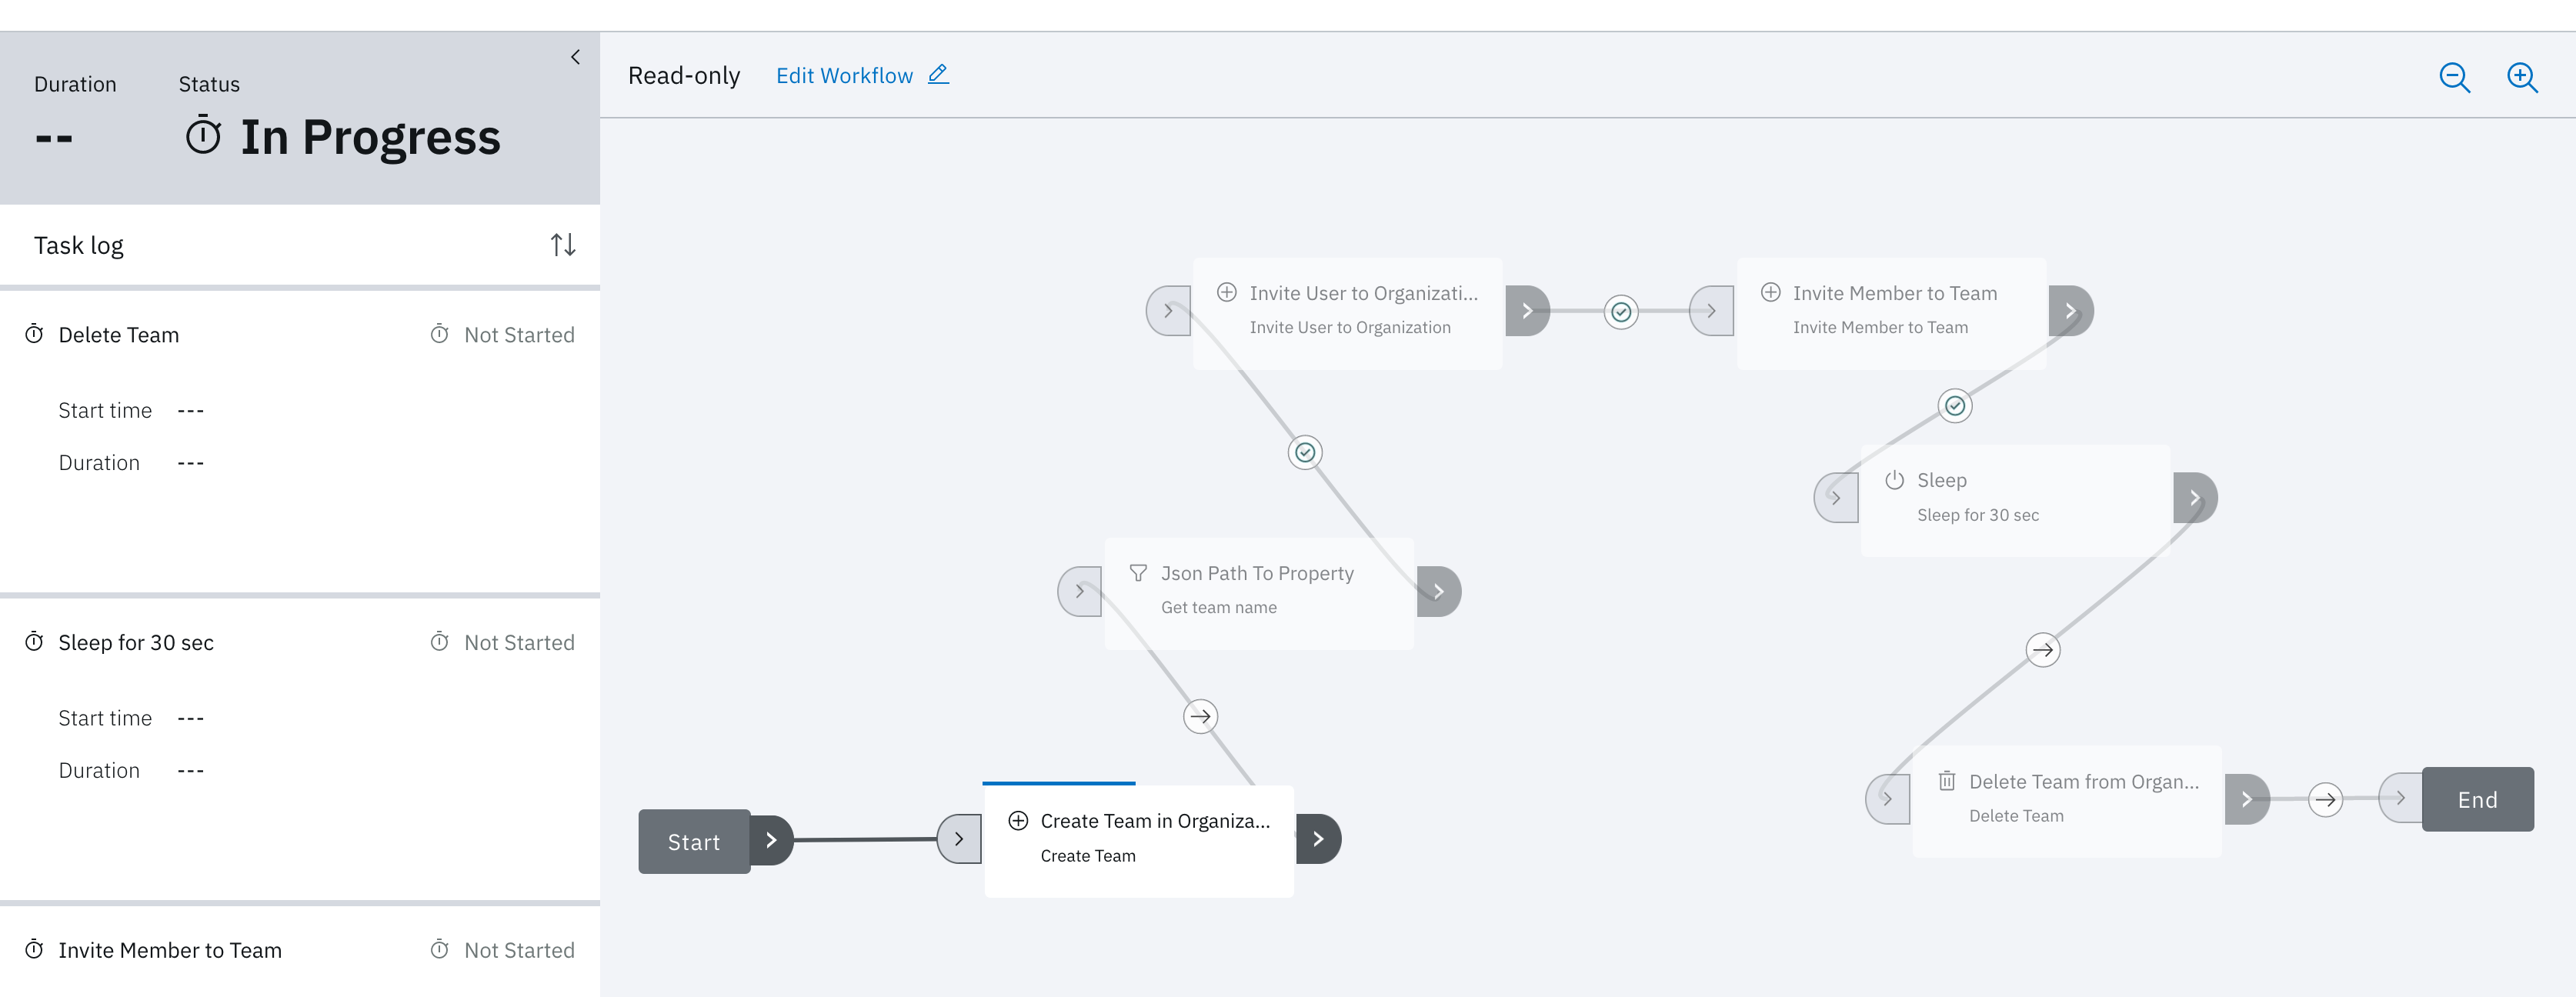 Duration
Status
--
In Progress
Task log
Delete Team
Not Started
Start time ---
Duration ---
Sleep for 30 sec
Not Started
Start time ---
Duration ---
Invite Member to Team
Not Started
Read-only
Edit Workflow
Invite User to Organizati...
Invite User to Organization
Invite Member to Team
Invite Member to Team
Sleep
Sleep for 30 sec
Json Path To Property
Get team name
Start
Create Team in Organiza...
Create Team
Delete Team from Organ...
Delete Team
End